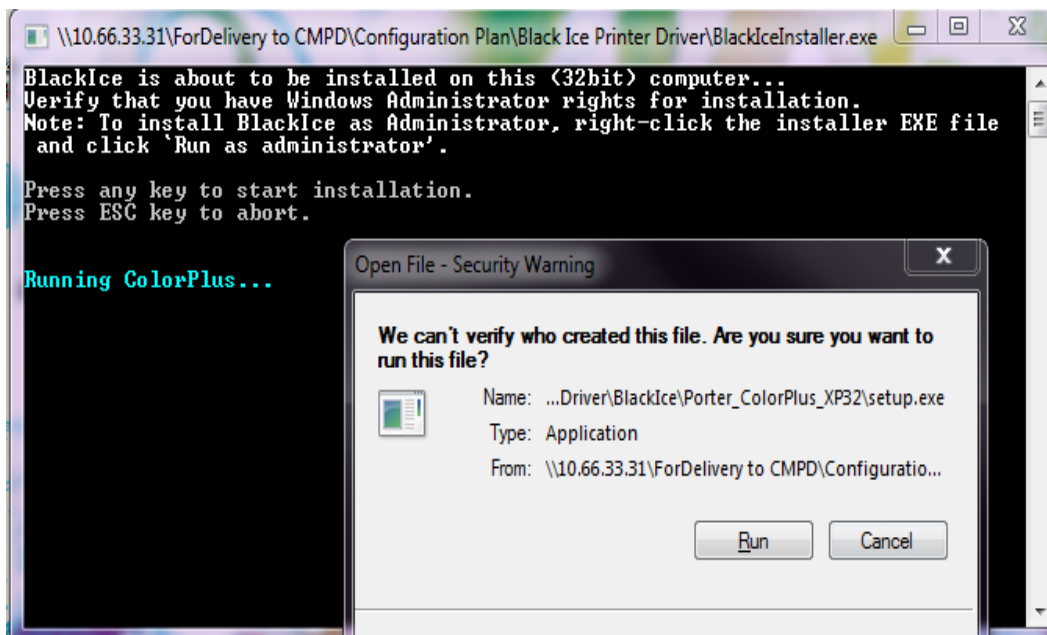 \\10.66.33.31\ForDelivery to CMPD\Configuration Plan\Black Ice Printer Driver\BlackIceInstaller.exe
BlackIce is about to be installed on this (32bit) computer...
Verify that you have Windows Administrator rights for installation.
Note: To install BlackIce as Administrator, right-click the installer EXE file
and click `Run as administrator'.
Press any key to start installation.
Press ESC key to abort.
Running ColorPlus...
Open File - Security Warning
We can't verify who created this file. Are you sure you want to
run this file?
Name: ...Driver\BlackIce\Porter_ColorPlus_XP32\setup.exe
Type: Application
From: \\10.66.33.31\ForDelivery to CMPD\Configuratio...
Run Cancel